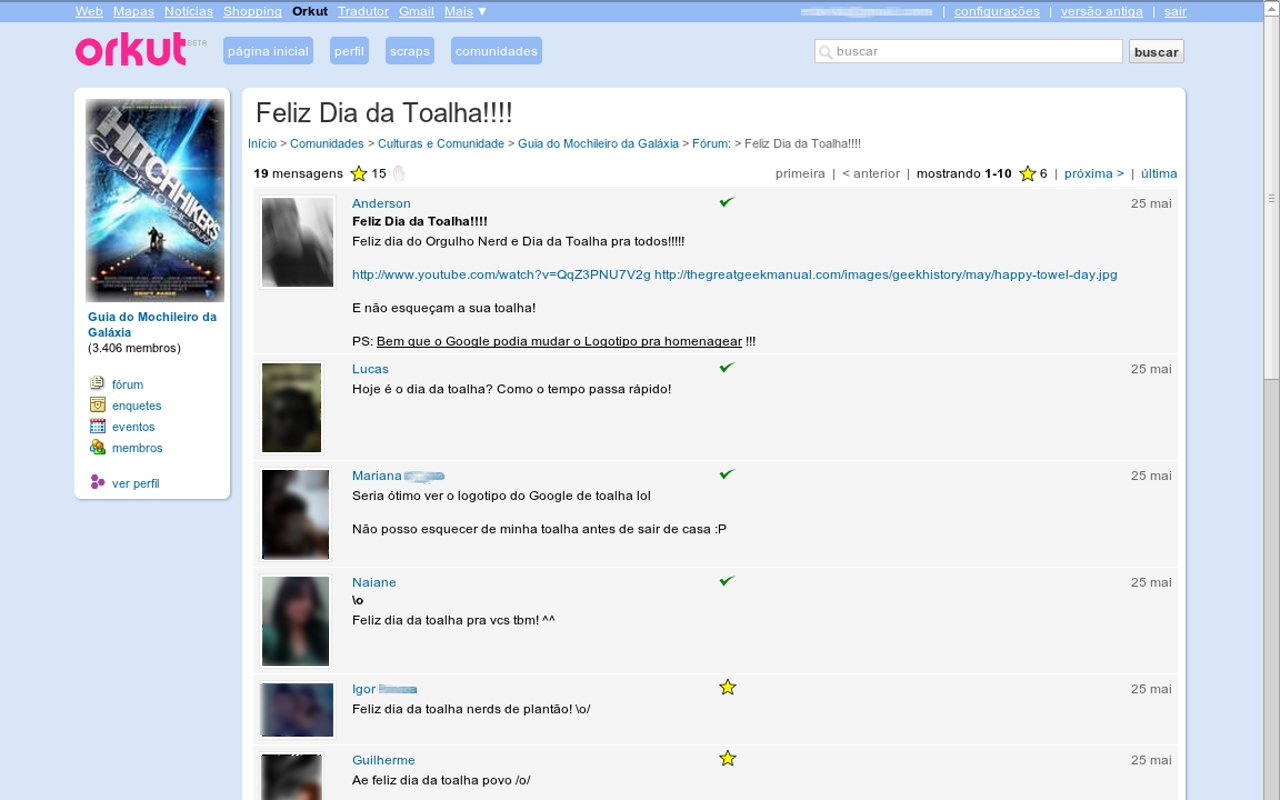 Web Mapas Notícias Shopping Orkut Tradutor Gmail Mais ▼ | configurações | versão antiga | sair
orkut BETA página inicial perfil scraps comunidades buscar buscar
THE HITCHHIKER'S GUIDE TO THE GALAXY
DON'T PANIC
Guia do Mochileiro da
Galáxia
(3.406 membros)
fórum
enquetes
eventos
membros
ver perfil
Feliz Dia da Toalha!!!!
Início > Comunidades > Culturas e Comunidade > Guia do Mochileiro da Galáxia > Fórum: > Feliz Dia da Toalha!!!!
19 mensagens 15 primeira | < anterior | mostrando 1-10 6 | próxima > | última
Anderson 25 mai
Feliz Dia da Toalha!!!!
Feliz dia do Orgulho Nerd e Dia da Toalha pra todos!!!!!
http://www.youtube.com/watch?v=QqZ3PNU7V2g http://thegreatgeekmanual.com/images/geekhistory/may/happy-towel-day.jpg
E não esqueçam a sua toalha!
PS: Bem que o Google podia mudar o Logotipo pra homenagear !!!
Lucas 25 mai
Hoje é o dia da toalha? Como o tempo passa rápido!
Mariana 25 mai
Seria ótimo ver o logotipo do Google de toalha lol
Não posso esquecer de minha toalha antes de sair de casa :P
Naiane 25 mai
\o
Feliz dia da toalha pra vcs tbm! ^^
Igor 25 mai
Feliz dia da toalha nerds de plantão! \o/
Guilherme 25 mai
Ae feliz dia da toalha povo /o/